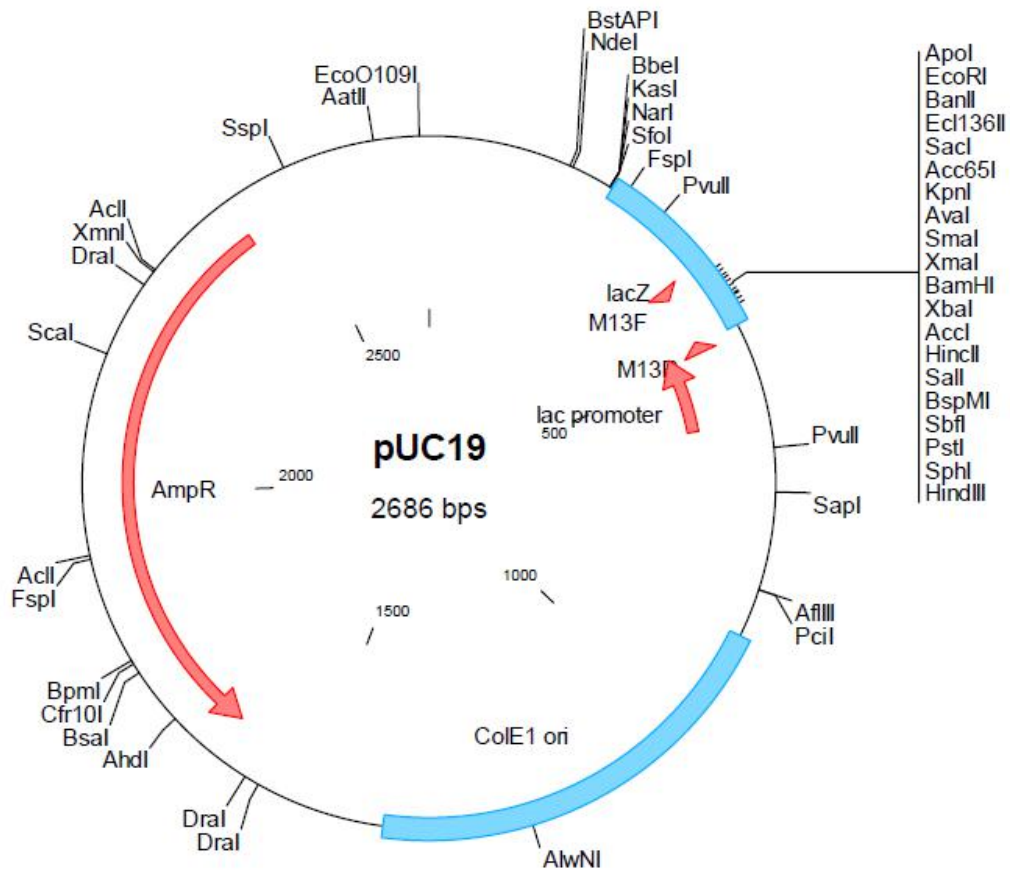 BstAPI
NdeI
BbeI
KasI
NarI
SfoI
FspI
PvuII
ApoI
EcoRI
BanII
Ecl136II
SacI
Acc65I
KpnI
AvaI
SmaI
XmaI
BamHI
XbaI
AccI
HincII
SalI
BspMI
SbfI
PstI
SphI
HindIII
EcoO109I
AatII
SspI
AclI
XmnI
DraI
ScaI
lacZ
M13F
2500
M13R
lac promoter
500
pUC19
2686 bps
PvuII
SapI
AmpR
2000
AclI
FspI
1000
1500
AflIII
PciI
BpmI
Cfr10I
BsaI
AhdI
ColE1 ori
DraI
DraI
AlwNI